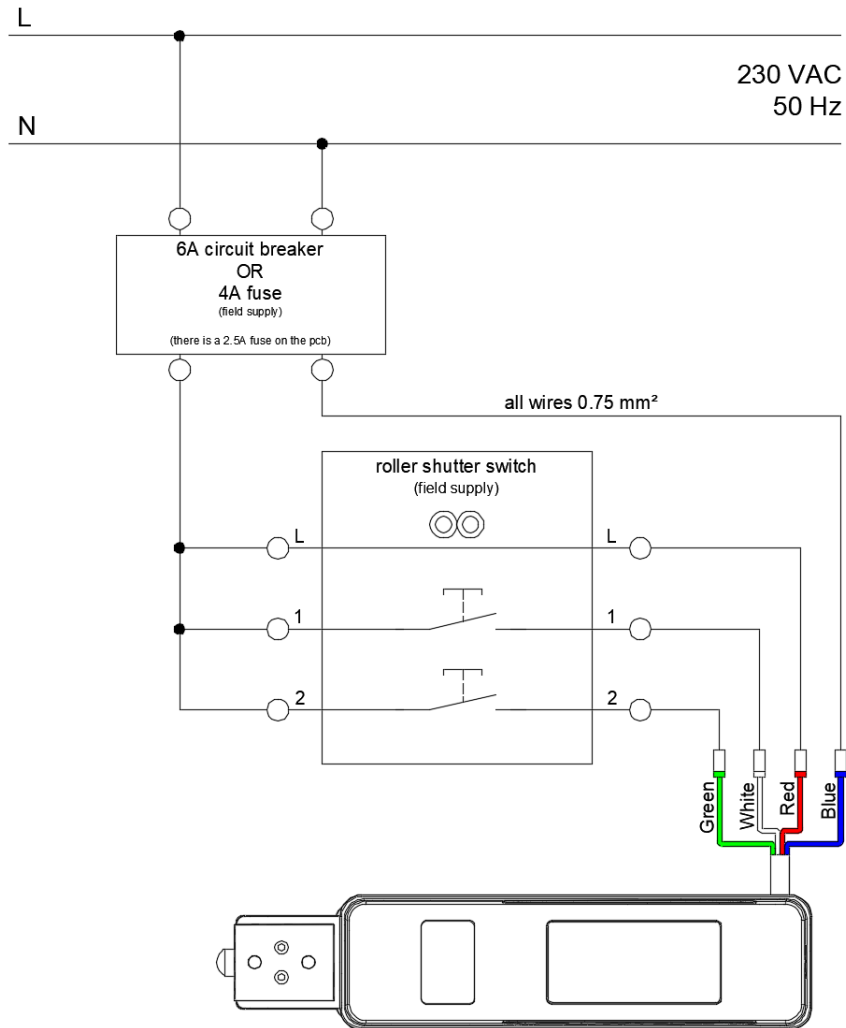 L
230 VAC
50 Hz
N
6A circuit breaker
OR
4A fuse
(field supply)
(there is a 2.5A fuse on the pcb)
all wires 0.75 mm²
roller shutter switch
(field supply)
L
L
1
1
2
2
Green
White
Red
Blue